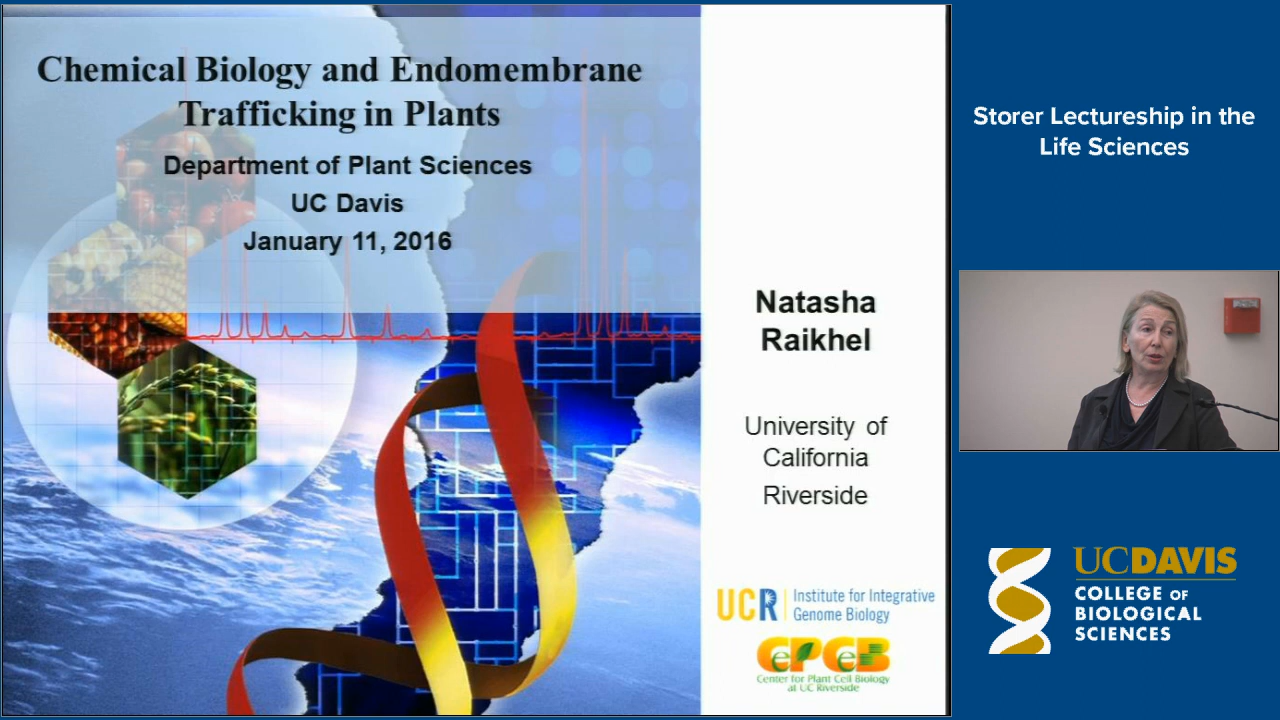 Chemical Biology and Endomembrane
Trafficking in Plants
Department of Plant Sciences
UC Davis
January 11, 2016
Natasha
Raikhel
University of
California
Riverside
UCR Institute for Integrative
Genome Biology
CEPCEB
Center for Plant Cell Biology
at UC Riverside
Storer Lectureship in the
Life Sciences
UCDAVIS
COLLEGE OF
BIOLOGICAL
SCIENCES